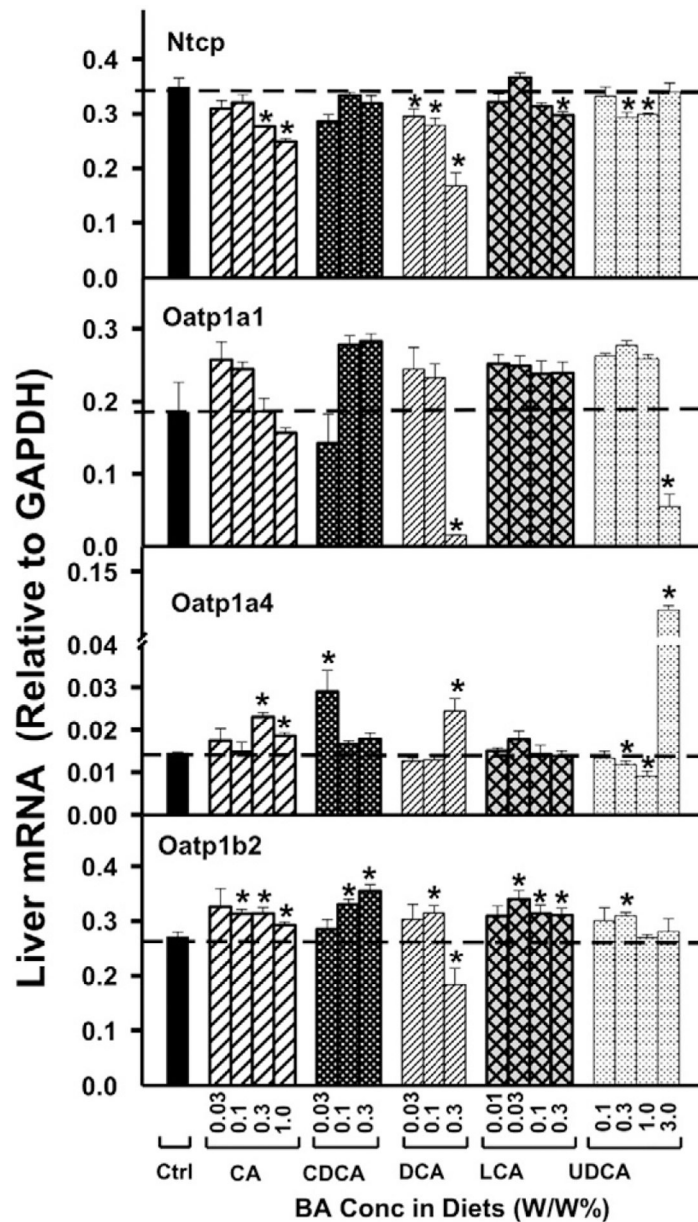 Liver mRNA (Relative to GAPDH)
Ntcp
0.4
0.3
0.2
0.1
0.0
* * * * * * * *
Oatp1a1
0.3
0.2
0.1
0.0
* *
Oatp1a4
0.15
0.04
0.03
0.02
0.01
0.00
* * * * * * *
Oatp1b2
0.4
0.3
0.2
0.1
0.0
* * * * * * * * * * *
0.03 0.1 0.3 1.0 0.03 0.1 0.3 0.03 0.1 0.3 0.01 0.03 0.1 0.3 0.1 0.3 1.0 3.0
Ctrl CA CDCA DCA LCA UDCA
BA Conc in Diets (W/W%)